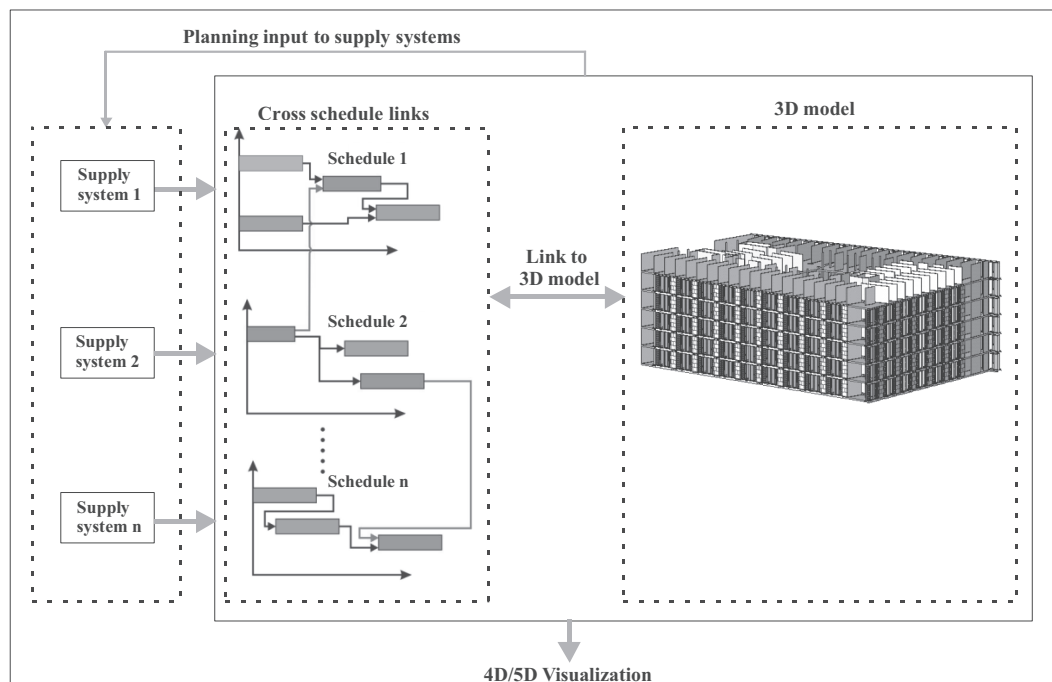 Planning input to supply systems
Cross schedule links
3D model
Supply
system 1
Schedule 1
Link to
3D model
Supply
system 2
Schedule 2
Supply
system n
Schedule n
4D/5D Visualization